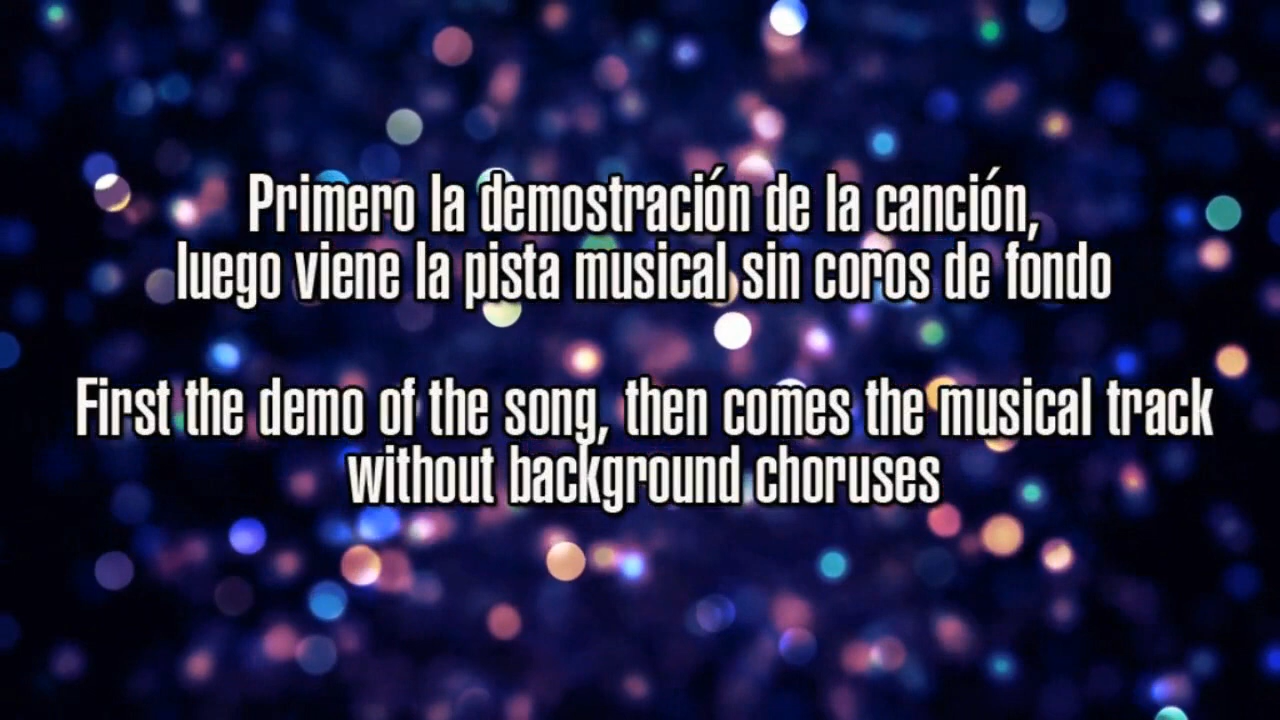 Primero la demostración de la canción,
luego viene la pista musical sin coros de fondo
First the demo of the song, then comes the musical track
without background choruses